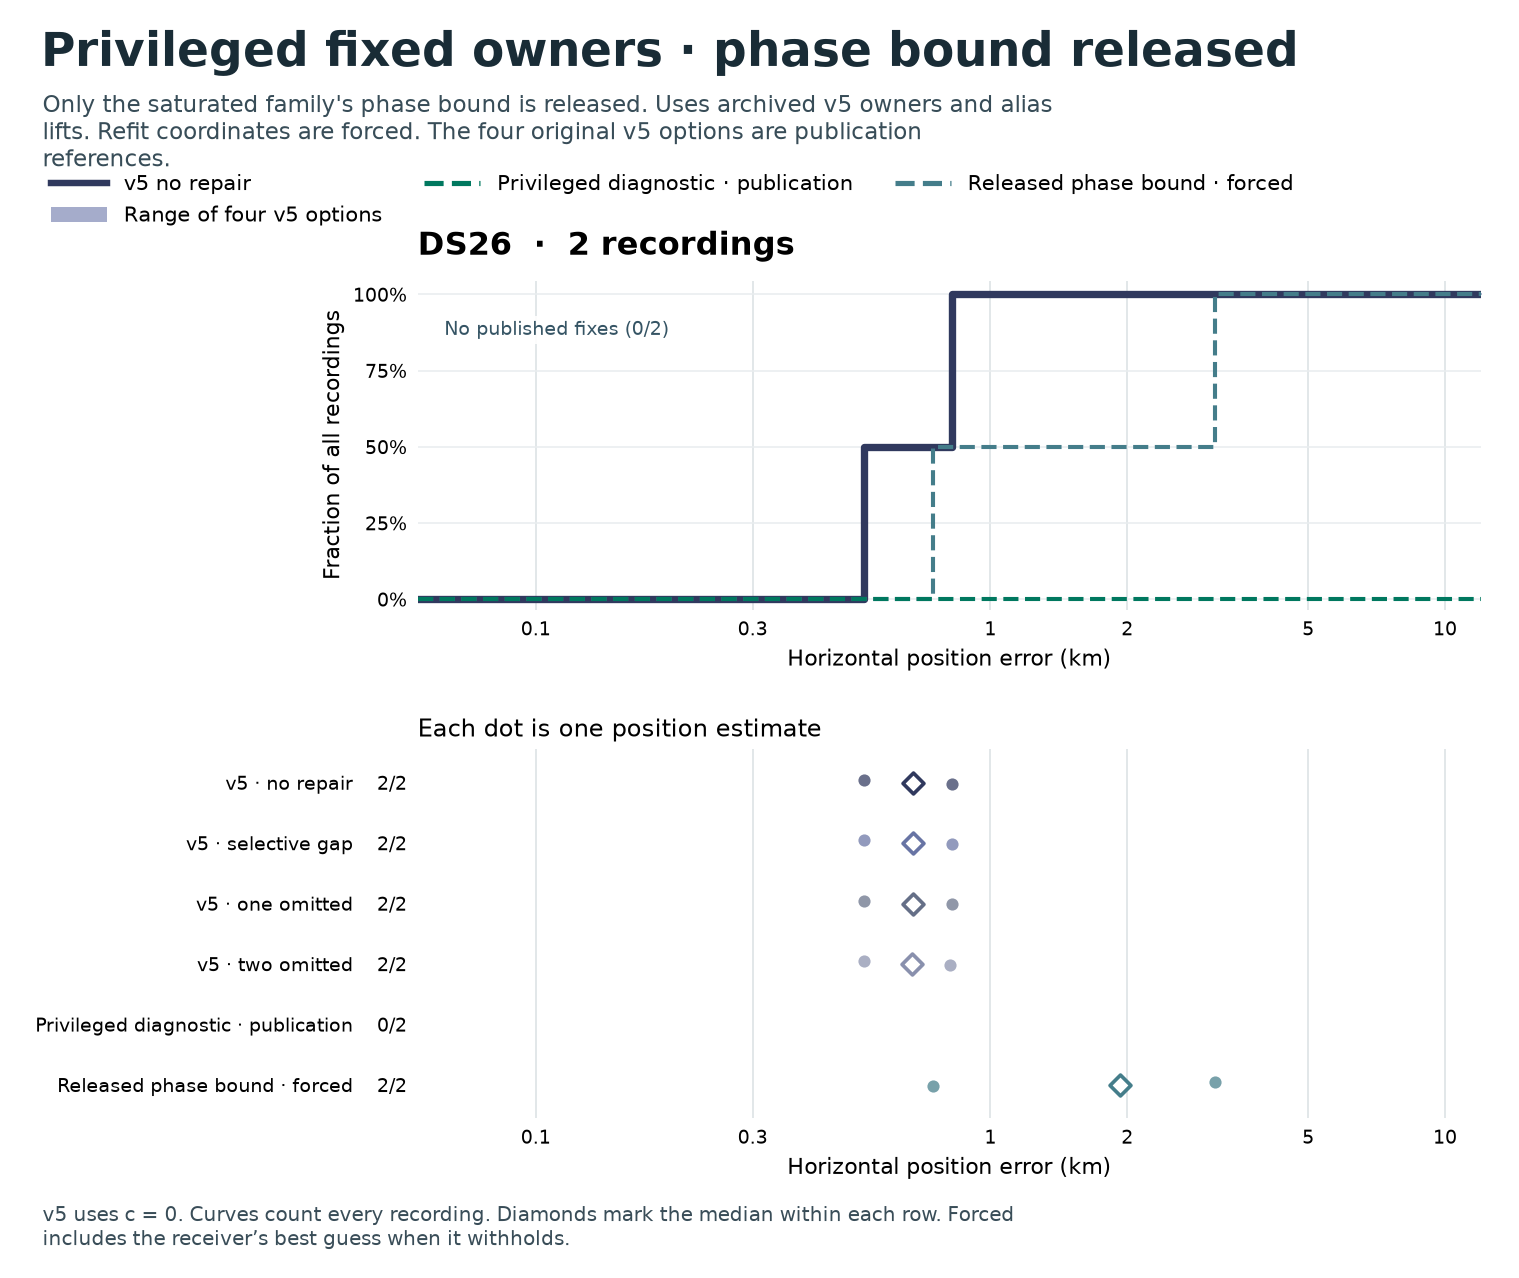 Privileged fixed owners · phase bound released
Only the saturated family's phase bound is released. Uses archived v5 owners and alias
lifts. Refit coordinates are forced. The four original v5 options are publication
references.
v5 no repair
Privileged diagnostic · publication
Released phase bound · forced
Range of four v5 options
DS26 · 2 recordings
Fraction of all recordings
100%
No published fixes (0/2)
75%
50%
25%
0%
0.1 0.3 1 2 5 10
Horizontal position error (km)
Each dot is one position estimate
v5 · no repair 2/2
v5 · selective gap 2/2
v5 · one omitted 2/2
v5 · two omitted 2/2
Privileged diagnostic · publication 0/2
Released phase bound · forced 2/2
0.1 0.3 1 2 5 10
Horizontal position error (km)
v5 uses c = 0. Curves count every recording. Diamonds mark the median within each row. Forced
includes the receiver’s best guess when it withholds.